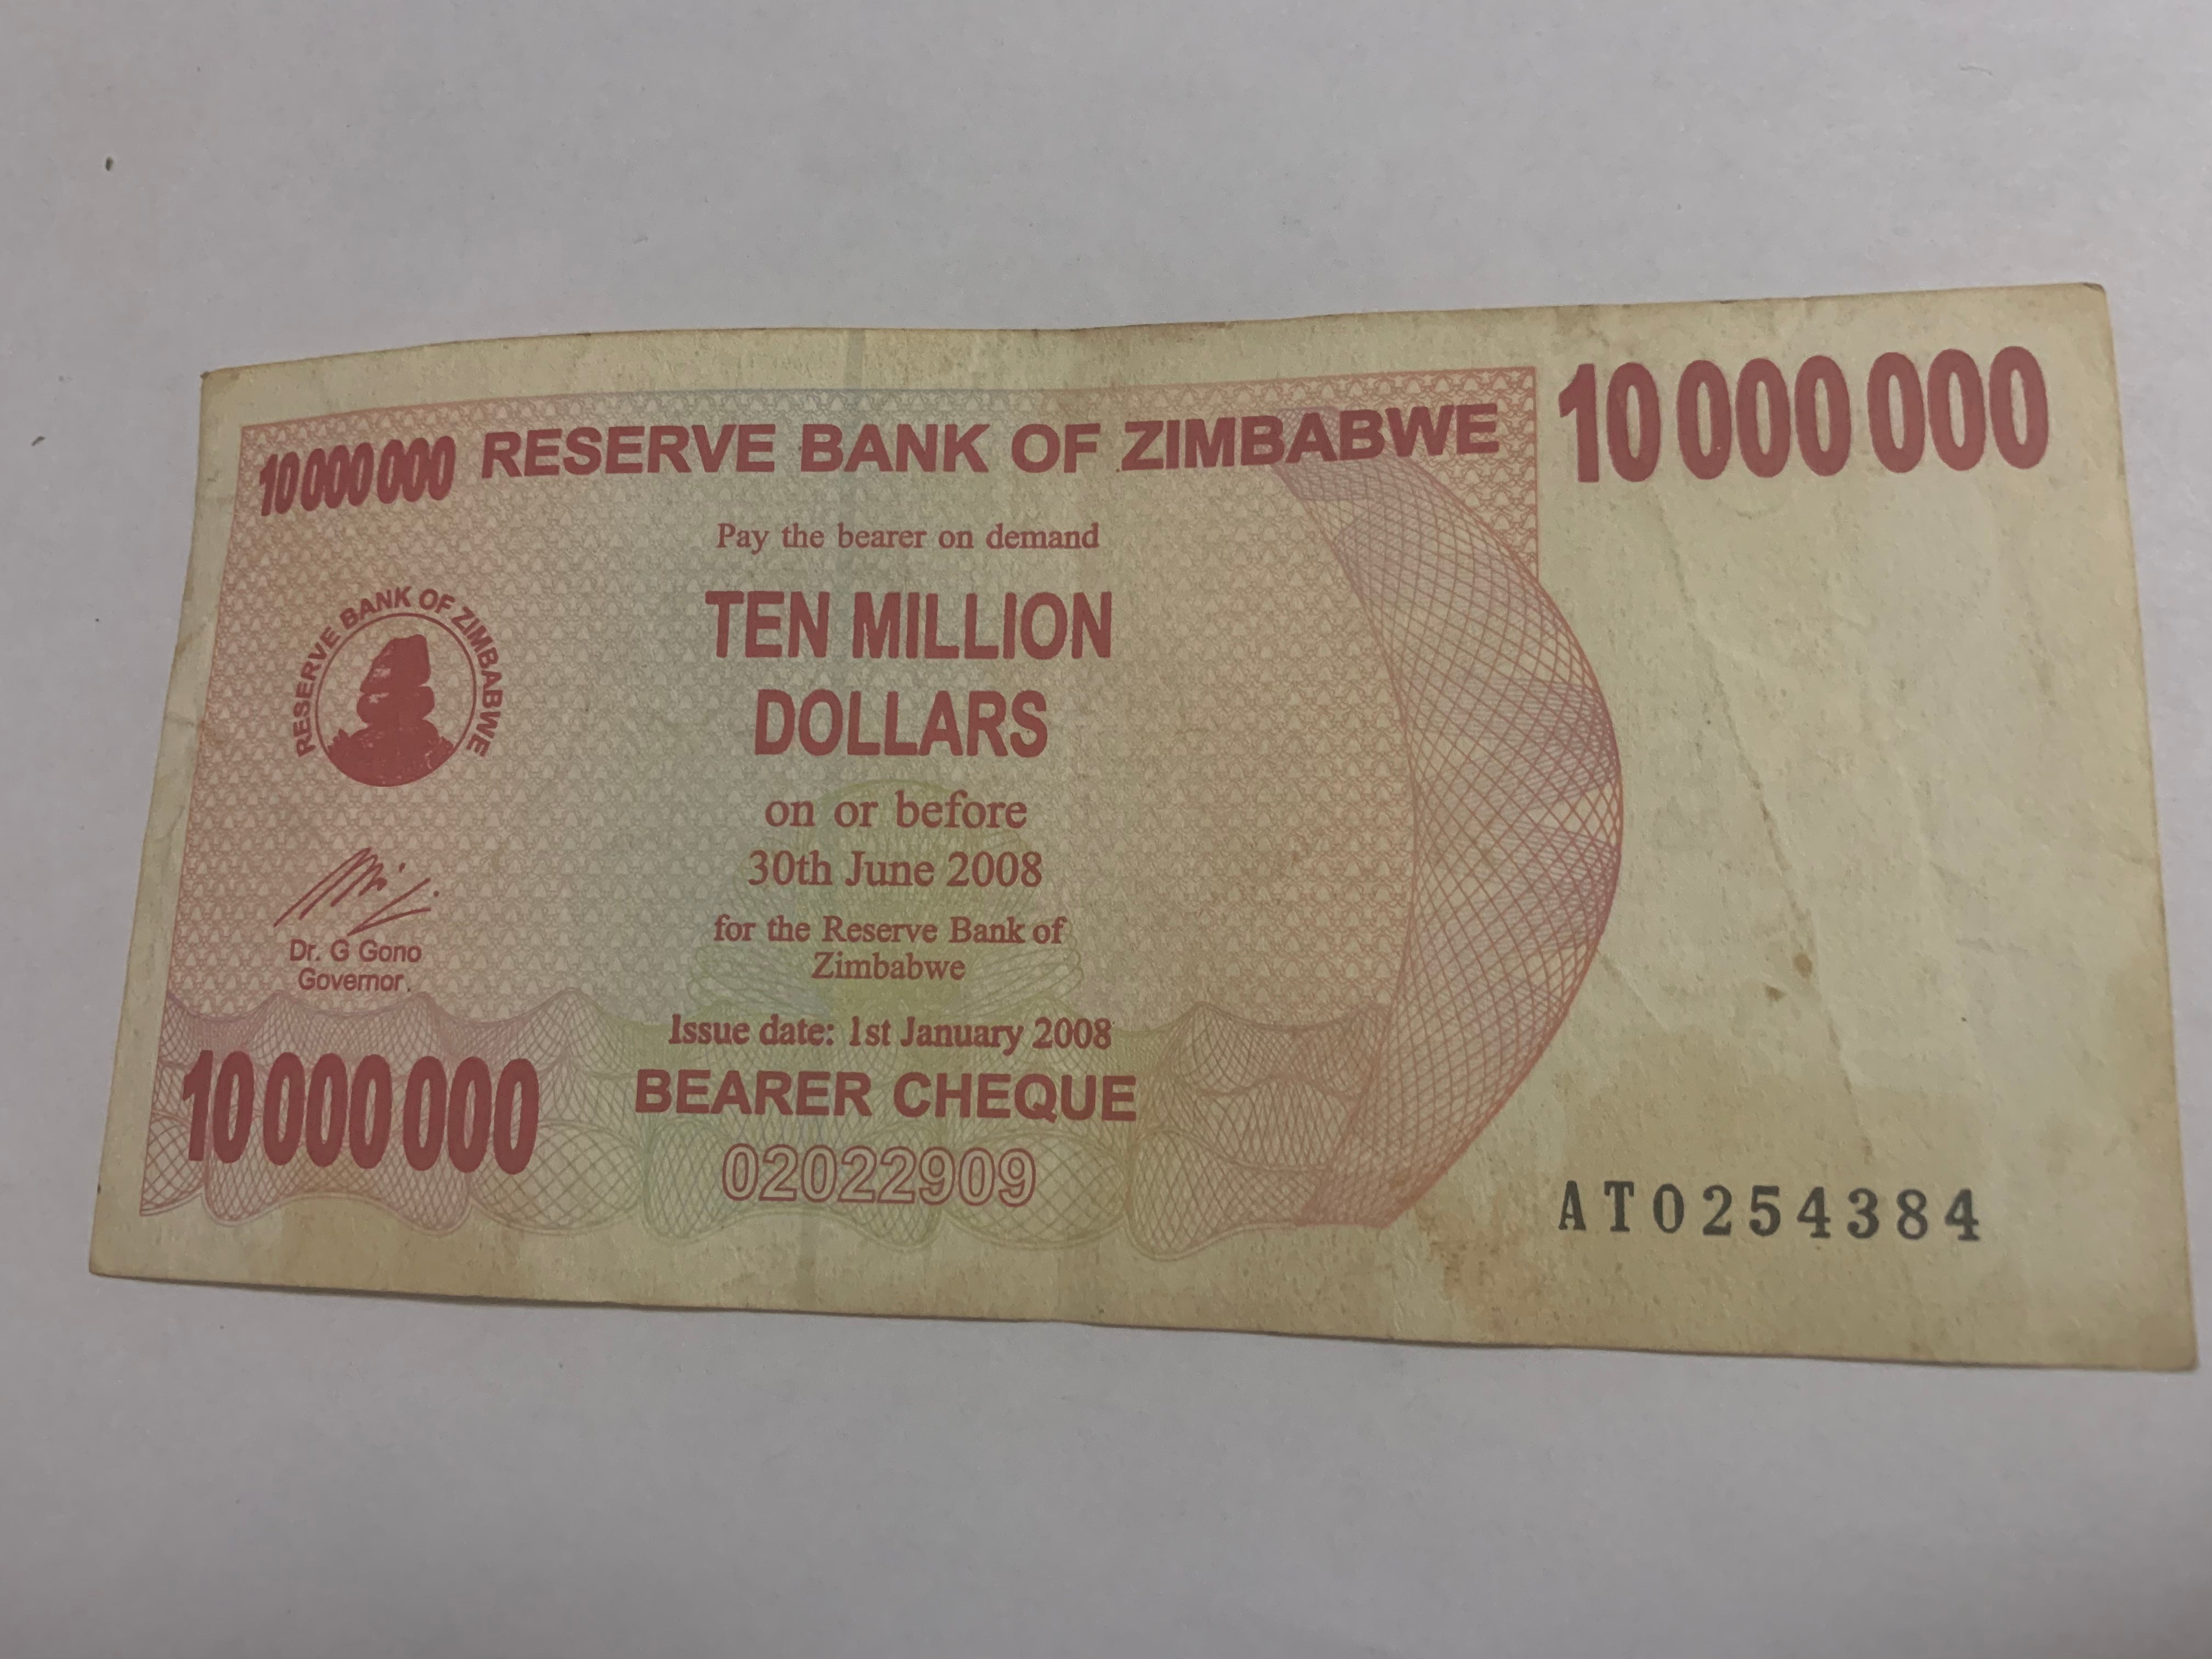 10 000 000 RESERVE BANK OF ZIMBABWE 10 000 000
Pay the bearer on demand
TEN MILLION
DOLLARS
on or before
30th June 2008
for the Reserve Bank of
Zimbabwe
RESERVE BANK OF ZIMBABWE
Dr. G Gono
Governor
Issue date: 1st January 2008
10 000 000 BEARER CHEQUE
02022909
AT0254384